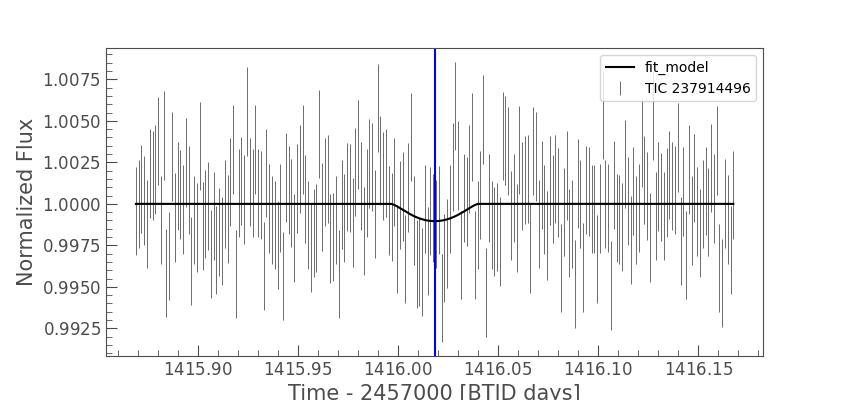 fit_model
TIC 237914496
1.0075
1.0050
1.0025
1.0000
0.9975
0.9950
0.9925
Normalized Flux
1415.90 1415.95 1416.00 1416.05 1416.10 1416.15
Time - 2457000 [BTJD days]